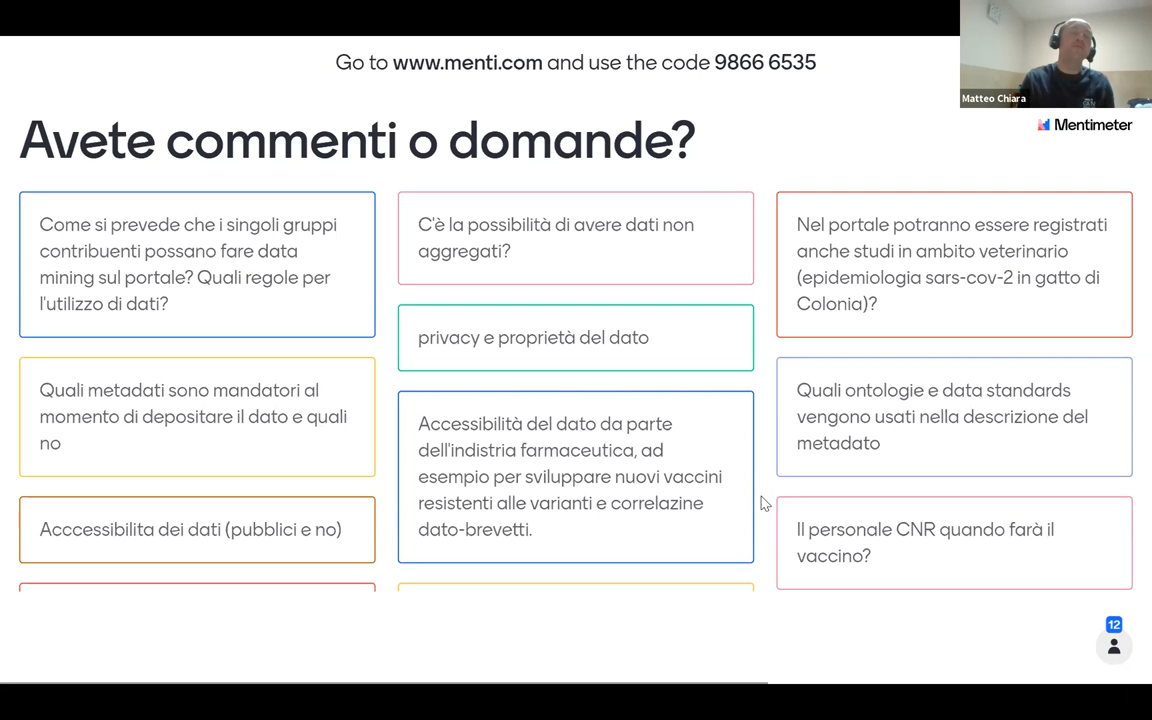 Go to www.menti.com and use the code 9866 6535
Matteo Chiara
Mentimeter
Avete commenti o domande?
Come si prevede che i singoli gruppi
contribuenti possano fare data
mining sul portale? Quali regole per
l'utilizzo di dati?
Quali metadati sono mandatori al
momento di depositare il dato e quali
no
Acccessibilita dei dati (pubblici e no)
C'è la possibilità di avere dati non
aggregati?
privacy e proprietà del dato
Accessibilità del dato da parte
dell'indistria farmaceutica, ad
esempio per sviluppare nuovi vaccini
resistenti alle varianti e correlazine
dato-brevetti.
Nel portale potranno essere registrati
anche studi in ambito veterinario
(epidemiologia sars-cov-2 in gatto di
Colonia)?
Quali ontologie e data standards
vengono usati nella descrizione del
metadato
Il personale CNR quando farà il
vaccino?
12